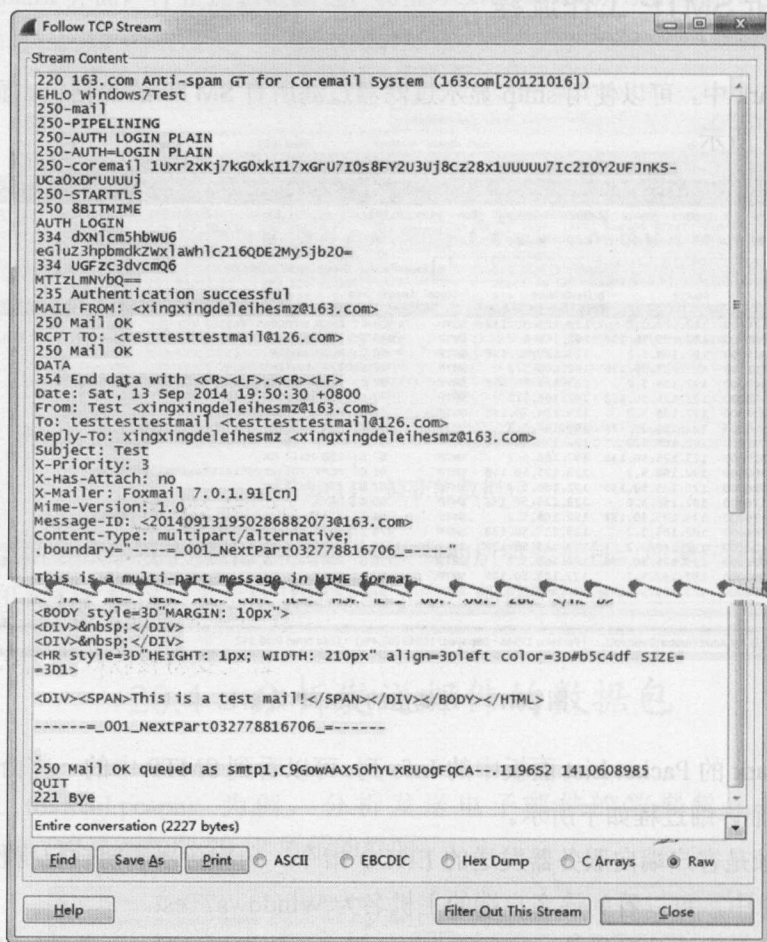 Follow TCP Stream
Stream Content
220 163.com Anti-spam GT for Coremail System (163com[20121016])
EHLO Windows7Test
250-mail
250-PIPELINING
250-AUTH LOGIN PLAIN
250-AUTH=LOGIN PLAIN
250-coremail 1Uxr2xKj7kG0xkI17xGrU7I0s8FY2U3Uj8Cz28x1UUUUU7Ic2I0Y2UFJnKS-
UCa0xDrUUUUj
250-STARTTLS
250 8BITMIME
AUTH LOGIN
334 dXNlcm5hbWU6
eGluZ3hpbmdkZWxlaWhlc216QDE2My5jb20=
334 UGFzc3dvcmQ6
MTIzLmNvbQ==
235 Authentication successful
MAIL FROM: <xingxingdeleihesmz@163.com>
250 Mail OK
RCPT TO: <testtesttestmail@126.com>
250 Mail OK
DATA
354 End data with <CR><LF>.<CR><LF>
Date: Sat, 13 Sep 2014 19:50:30 +0800
From: Test <xingxingdeleihesmz@163.com>
To: testtesttestmail <testtesttestmail@126.com>
Reply-To: xingxingdeleihesmz <xingxingdeleihesmz@163.com>
Subject: Test
X-Priority: 3
X-Has-Attach: no
X-Mailer: Foxmail 7.0.1.91[cn]
Mime-Version: 1.0
Message-ID: <201409131950286882073@163.com>
Content-Type: multipart/alternative;
.boundary="----=_001_NextPart032778816706_=----"
This is a multi-part message in MIME format
<BODY style=3D"MARGIN: 10px">
<DIV>&nbsp;</DIV>
<DIV>&nbsp;</DIV>
<HR style=3D"HEIGHT: 1px; WIDTH: 210px" align=3Dleft color=3D#b5c4df SIZE=
=3D1>
<DIV><SPAN>This is a test mail!</SPAN></DIV></BODY></HTML>
------=_001_NextPart032778816706_=------
250 Mail OK queued as smtp1,C9GowAAX5ohYLxRUogFqCA--.1196S2 1410608985
QUIT
221 Bye
Entire conversation (2227 bytes)
Find Save As Print ASCII EBCDIC Hex Dump C Arrays Raw
Help Filter Out This Stream Close